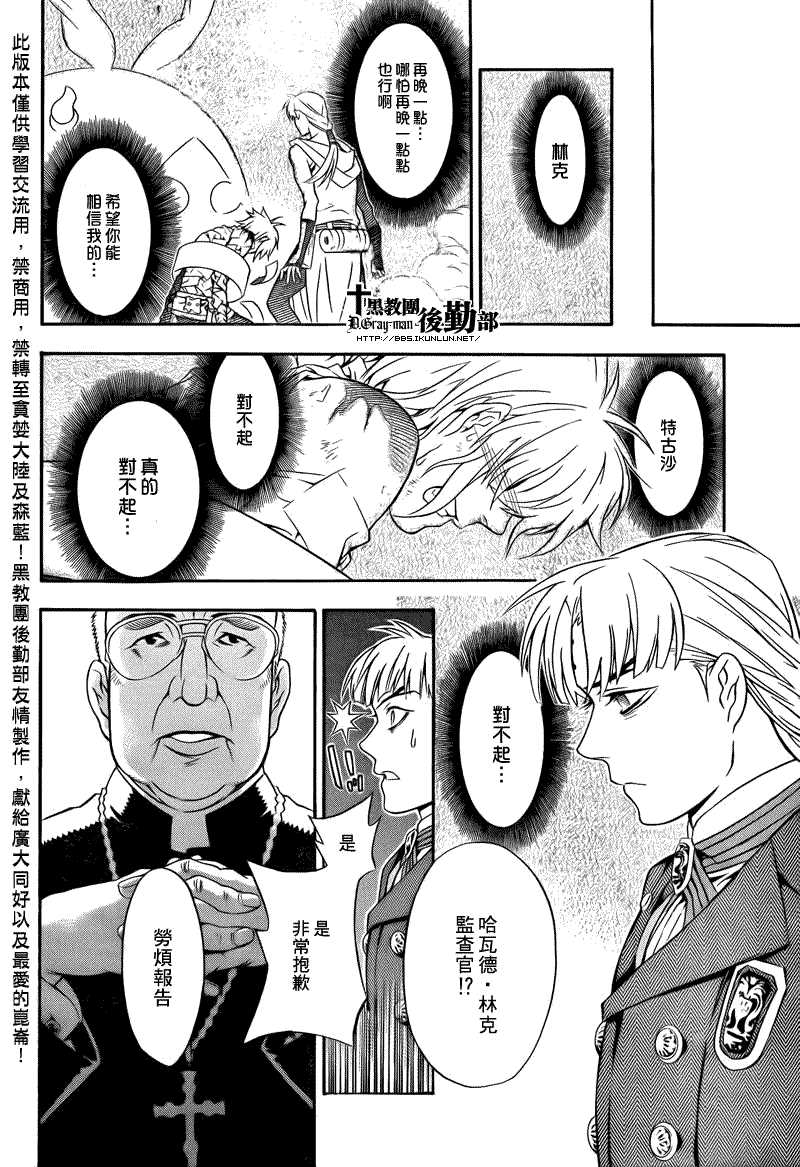 林克
再晚一點…
哪怕再晚一點點
也行啊
希望你能
相信我的…
黑教團
D.Gray-man
後勤部
HTTP://BBS.IKUNLUN.NET/
特古沙
對不起
真的
對不起…
對不起…
哈瓦德·林克
監查官!?
!!
是
是
非常抱歉
勞煩報告
此版本僅供學習交流用，禁商用，禁轉至貪婪大陸及森藍！黑教團後勤部友情製作，獻給廣大同好以及最愛的崑崙！